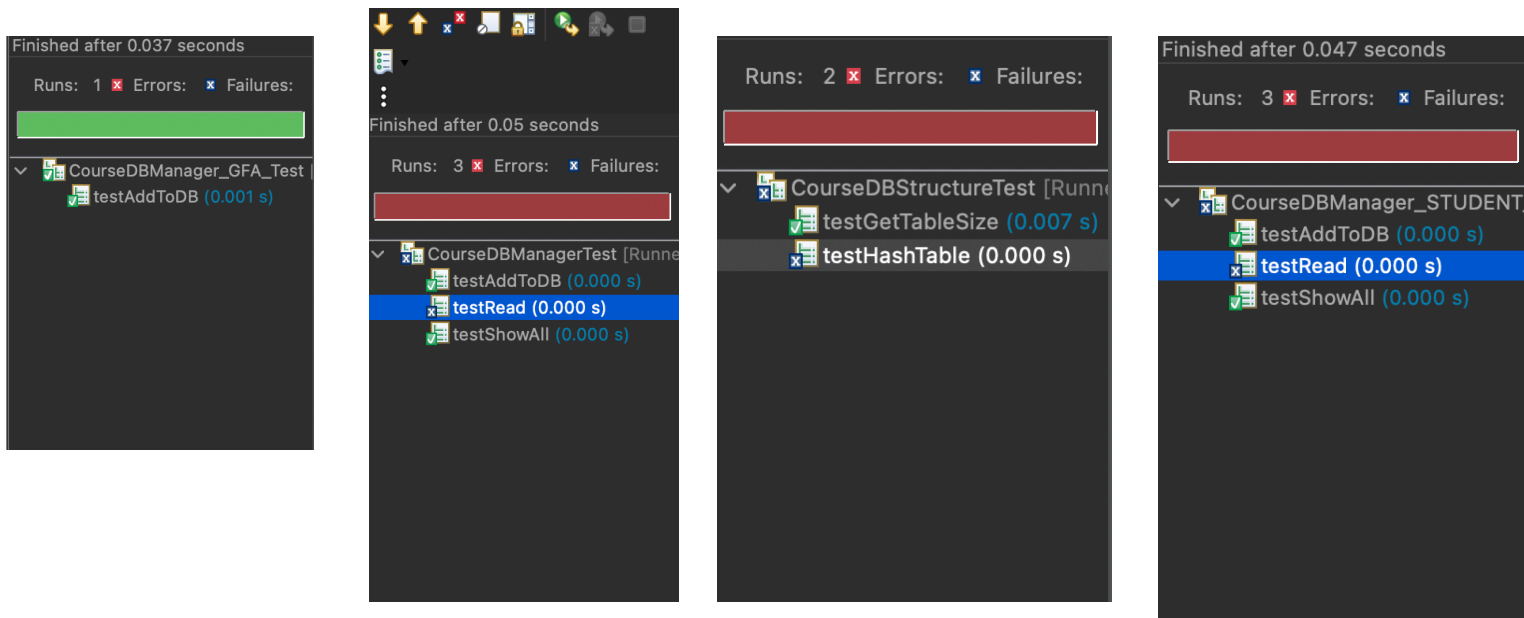 Finished after 0.037 seconds
Runs: 1 Errors: Failures:
CourseDBManager_GFA_Test [
testAddToDB (0.001 s)
Finished after 0.05 seconds
Runs: 3 Errors: Failures:
CourseDBManagerTest [Runne
testAddToDB (0.000 s)
testRead (0.000 s)
testShowAll (0.000 s)
Runs: 2 Errors: Failures:
CourseDBStructureTest [Runne
testGetTableSize (0.007 s)
testHashTable (0.000 s)
Finished after 0.047 seconds
Runs: 3 Errors: Failures:
CourseDBManager_STUDENT_
testAddToDB (0.000 s)
testRead (0.000 s)
testShowAll (0.000 s)